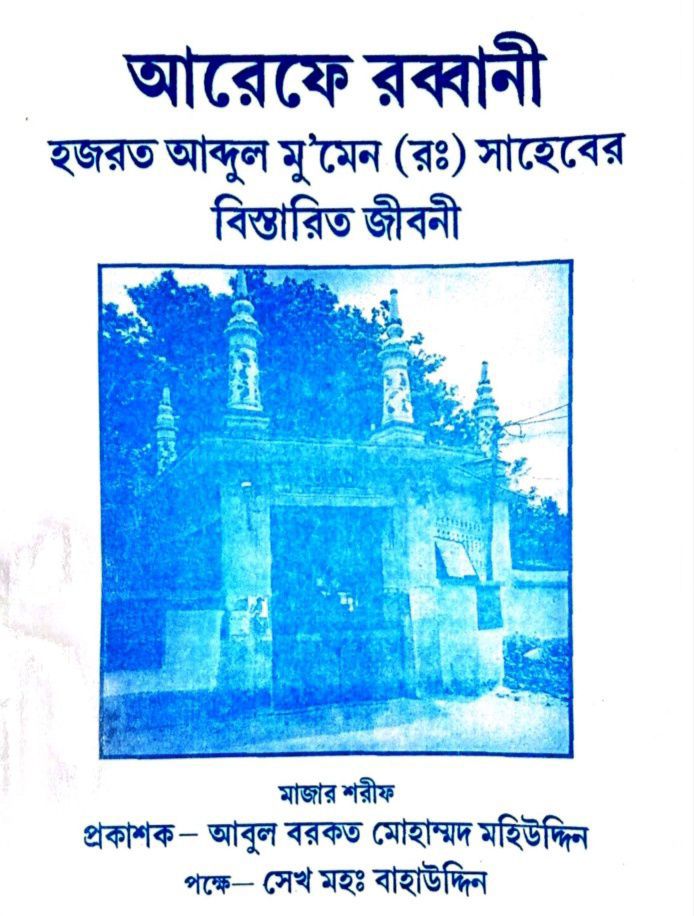 আরেফে রব্বানী
হজরত আব্দুল মু'মেন (রঃ) সাহেবের
বিস্তারিত জীবনী
মাজার শরীফ
প্রকাশক – আবুল বরকত মোহাম্মদ মহিউদ্দিন
পক্ষে– সেখ মহঃ বাহাউদ্দিন